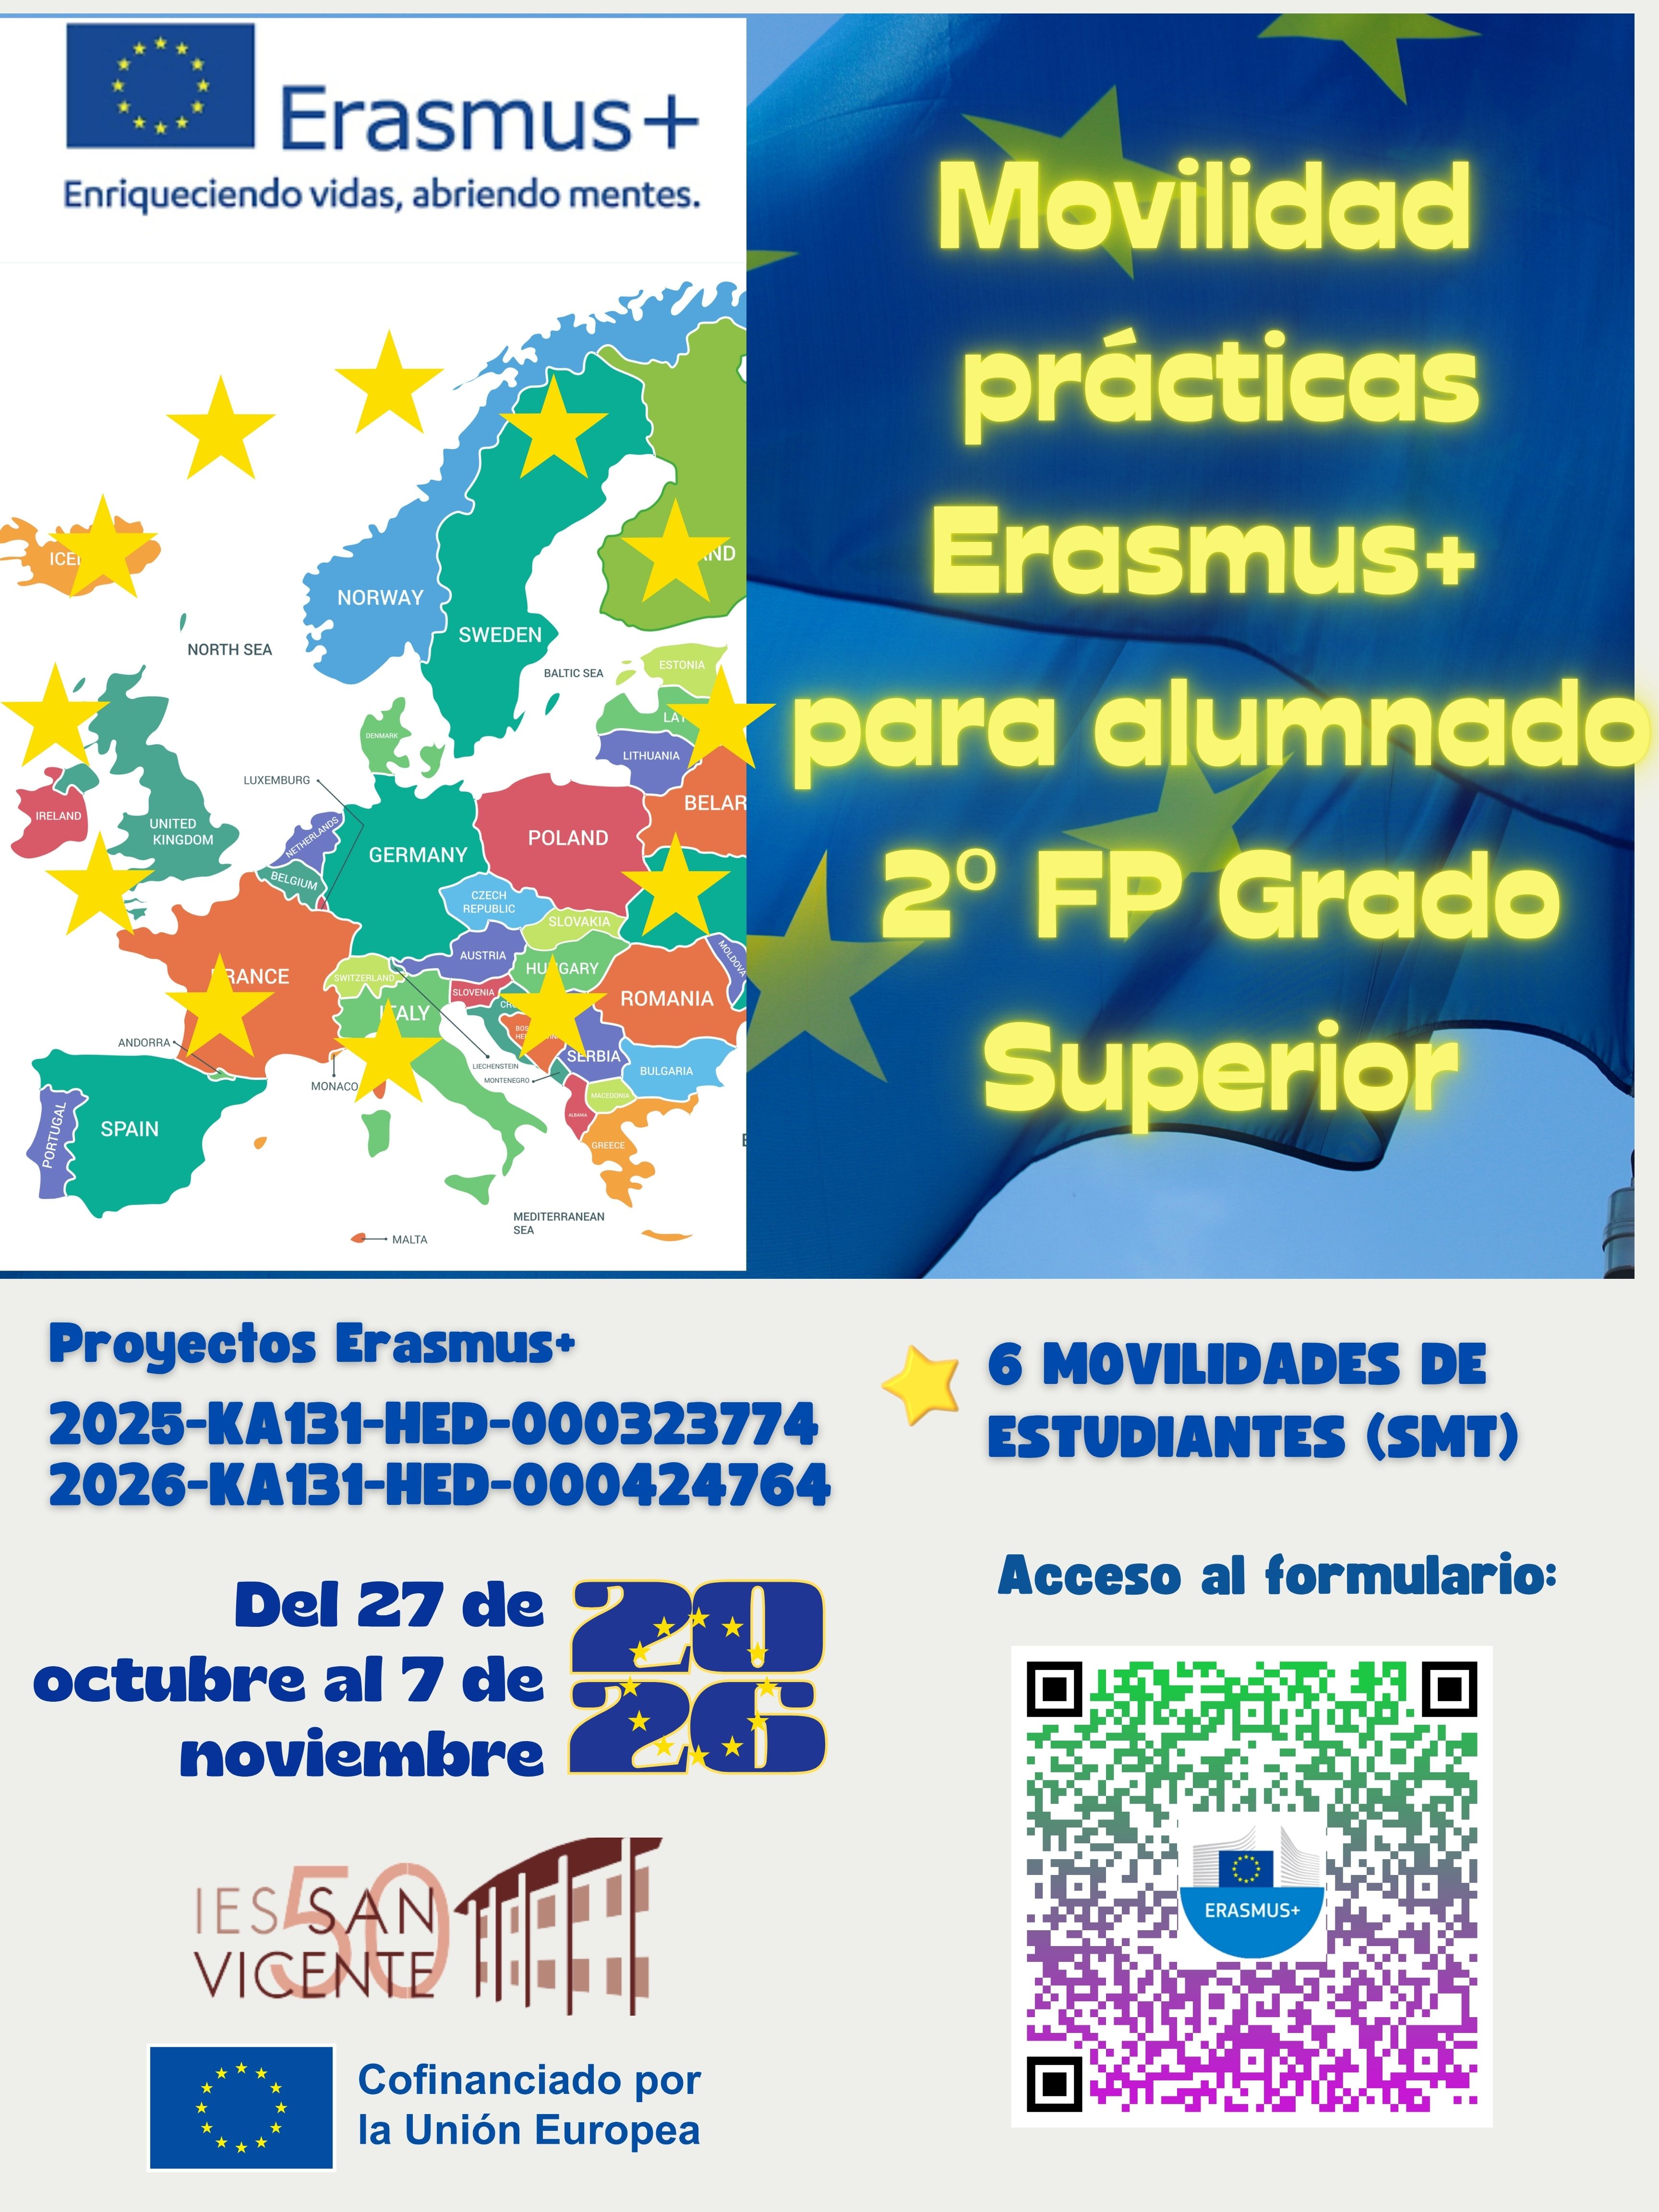 Erasmus+
Enriqueciendo vidas, abriendo mentes.
Movilidad
prácticas
Erasmus+
para alumnado
2º FP Grado
Superior
NORWAY
SWEDEN
NORTH SEA
BALTIC SEA
ESTONIA
DENMARK
LITHUANIA
LUXEMBURG
IRELAND
UNITED
KINGDOM
NETHERLANDS
BELGIUM
GERMANY
POLAND
CZECH
REPUBLIC
SLOVAKIA
AUSTRIA
MOLDOVA
SWITZERLAND
SLOVENIA
ROMANIA
SERBIA
ANDORRA
LIECHENSTEIN
MONACO
MONTENEGRO
BULGARIA
MACEDONIA
ALBANIA
GREECE
PORTUGAL
SPAIN
MEDITERRANEAN
SEA
MALTA
Proyectos Erasmus+
2025-KA131-HED-000323774
2026-KA131-HED-000424764
6 MOVILIDADES DE
ESTUDIANTES (SMT)
Del 27 de
octubre al 7 de
noviembre
20
26
Acceso al formulario:
ERASMUS+
IES SAN
VICENTE
50
Cofinanciado por
la Unión Europea